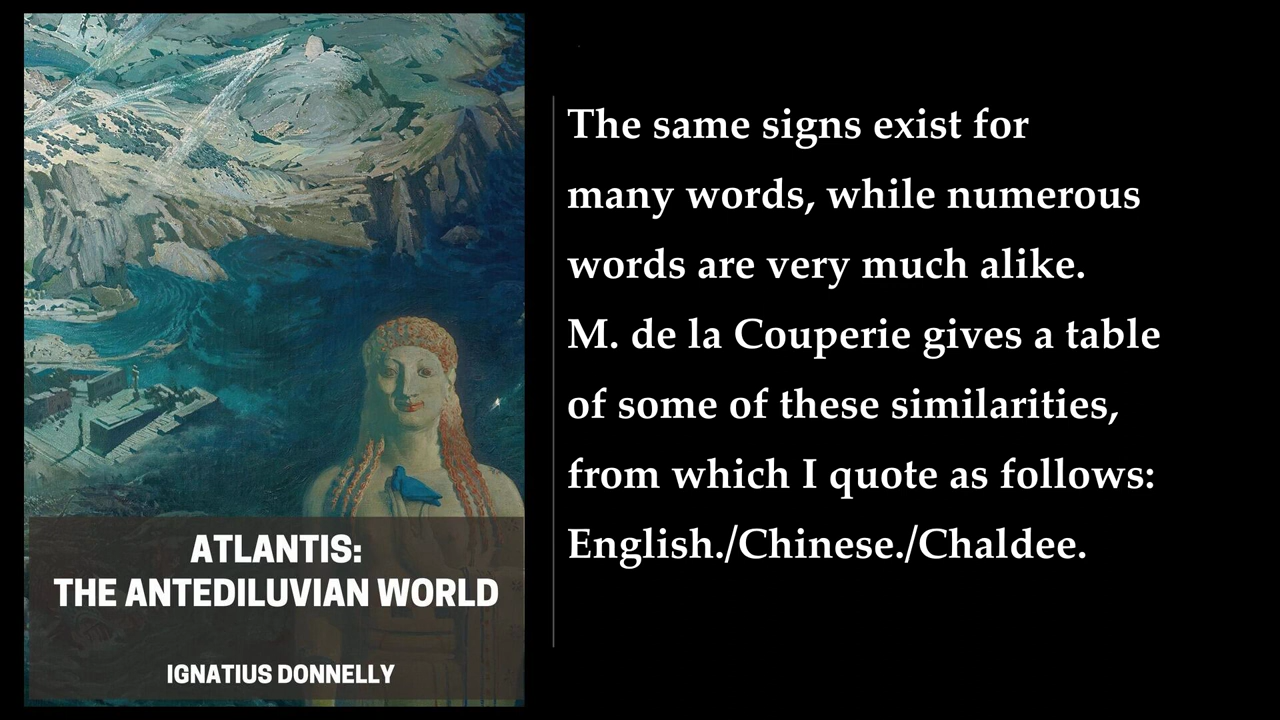 ATLANTIS:
THE ANTEDILUVIAN WORLD
IGNATIUS DONNELLY
The same signs exist for
many words, while numerous
words are very much alike.
M. de la Couperie gives a table
of some of these similarities,
from which I quote as follows:
English./Chinese./Chaldee.